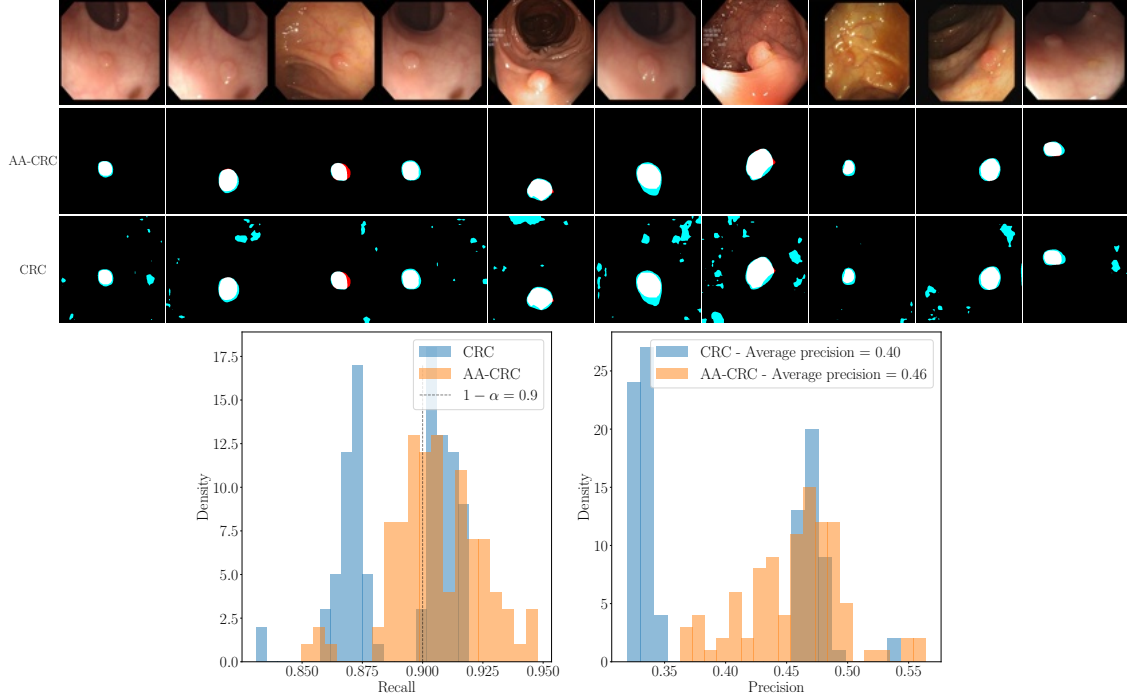 AA-CRC
CRC
CRC
AA-CRC
1 − α = 0.9
Density
17.5
15.0
12.5
10.0
7.5
5.0
2.5
0.0
0.850 0.875 0.900 0.925 0.950
Recall
CRC - Average precision = 0.40
AA-CRC - Average precision = 0.46
Density
25
20
15
10
5
0
0.35 0.40 0.45 0.50 0.55
Precision